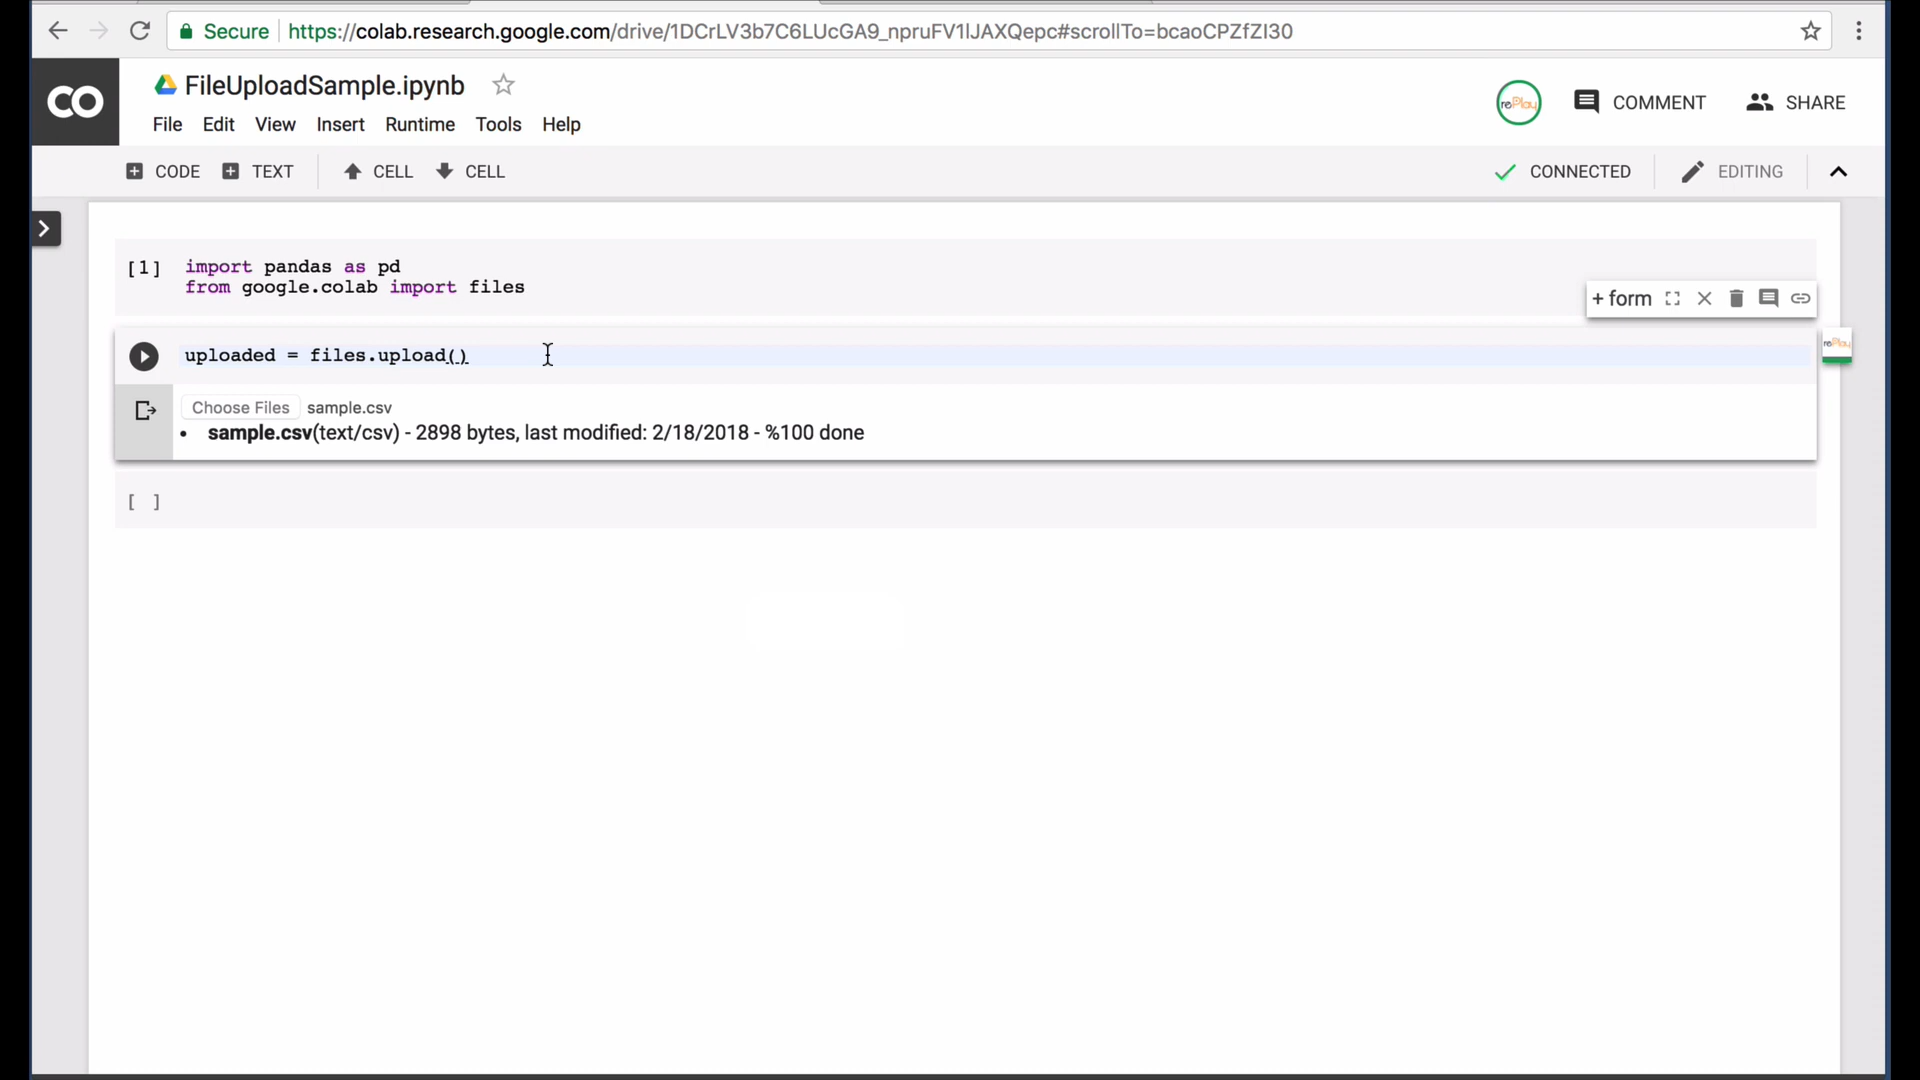 Secure https://colab.research.google.com/drive/1DCrLV3b7C6LUcGA9_npruFV1lJAXQepc#scrollTo=bcaoCPZfZI30
CO FileUploadSample.ipynb
rePlay COMMENT SHARE
File Edit View Insert Runtime Tools Help
CODE TEXT CELL CELL CONNECTED EDITING
[1] import pandas as pd
from google.colab import files
+ form
uploaded = files.upload()
rePlay
Choose Files sample.csv
• sample.csv(text/csv) - 2898 bytes, last modified: 2/18/2018 - %100 done
[ ]